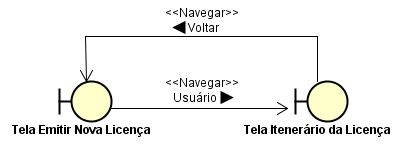 <<Navegar>>
Voltar
<<Navegar>>
Usuário
Tela Emitir Nova Licença
Tela Itenerário da Licença